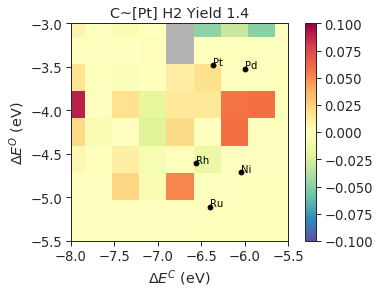 C~[Pt] H2 Yield 1.4
−3.0
−3.5
−4.0
−4.5
−5.0
−5.5
ΔE^O (eV)
−8.0 −7.5 −7.0 −6.5 −6.0 −5.5
ΔE^C (eV)
Pt
Pd
Rh
Ni
Ru
0.100
0.075
0.050
0.025
0.000
−0.025
−0.050
−0.075
−0.100